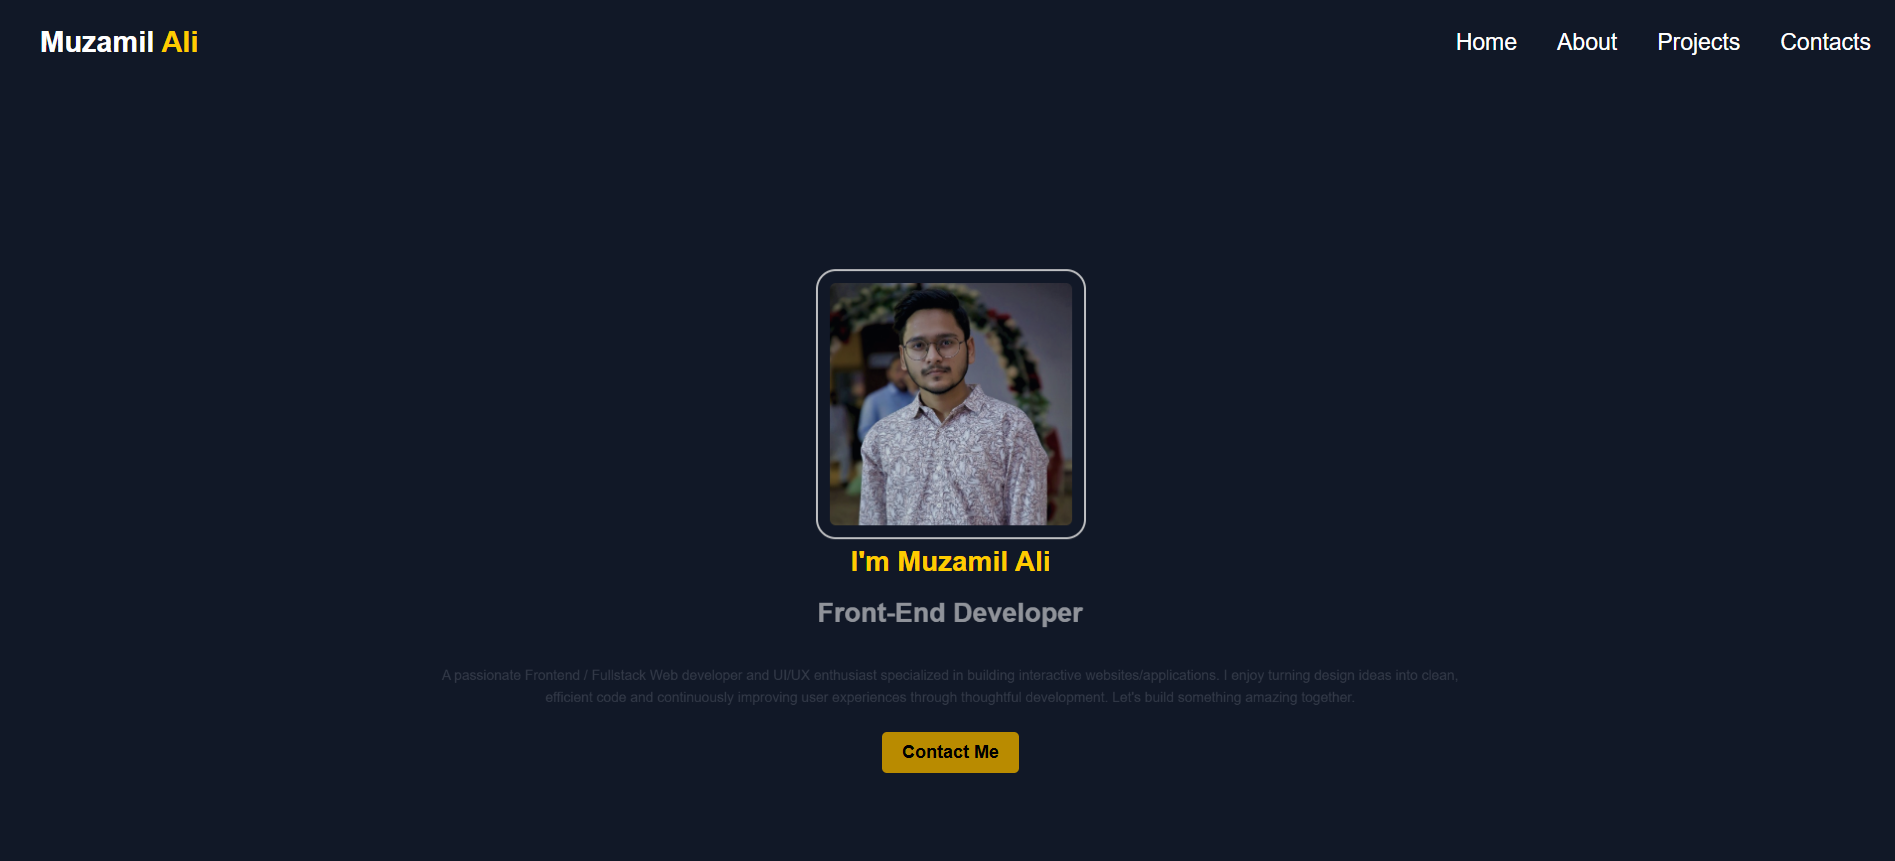 Muzamil Ali
Home About Projects Contacts
I'm Muzamil Ali
Front-End Developer
A passionate Frontend / Fullstack Web developer and UI/UX enthusiast specialized in building interactive websites/applications. I enjoy turning design ideas into clean,
efficient code and continuously improving user experiences through thoughtful development. Let's build something amazing together.
Contact Me